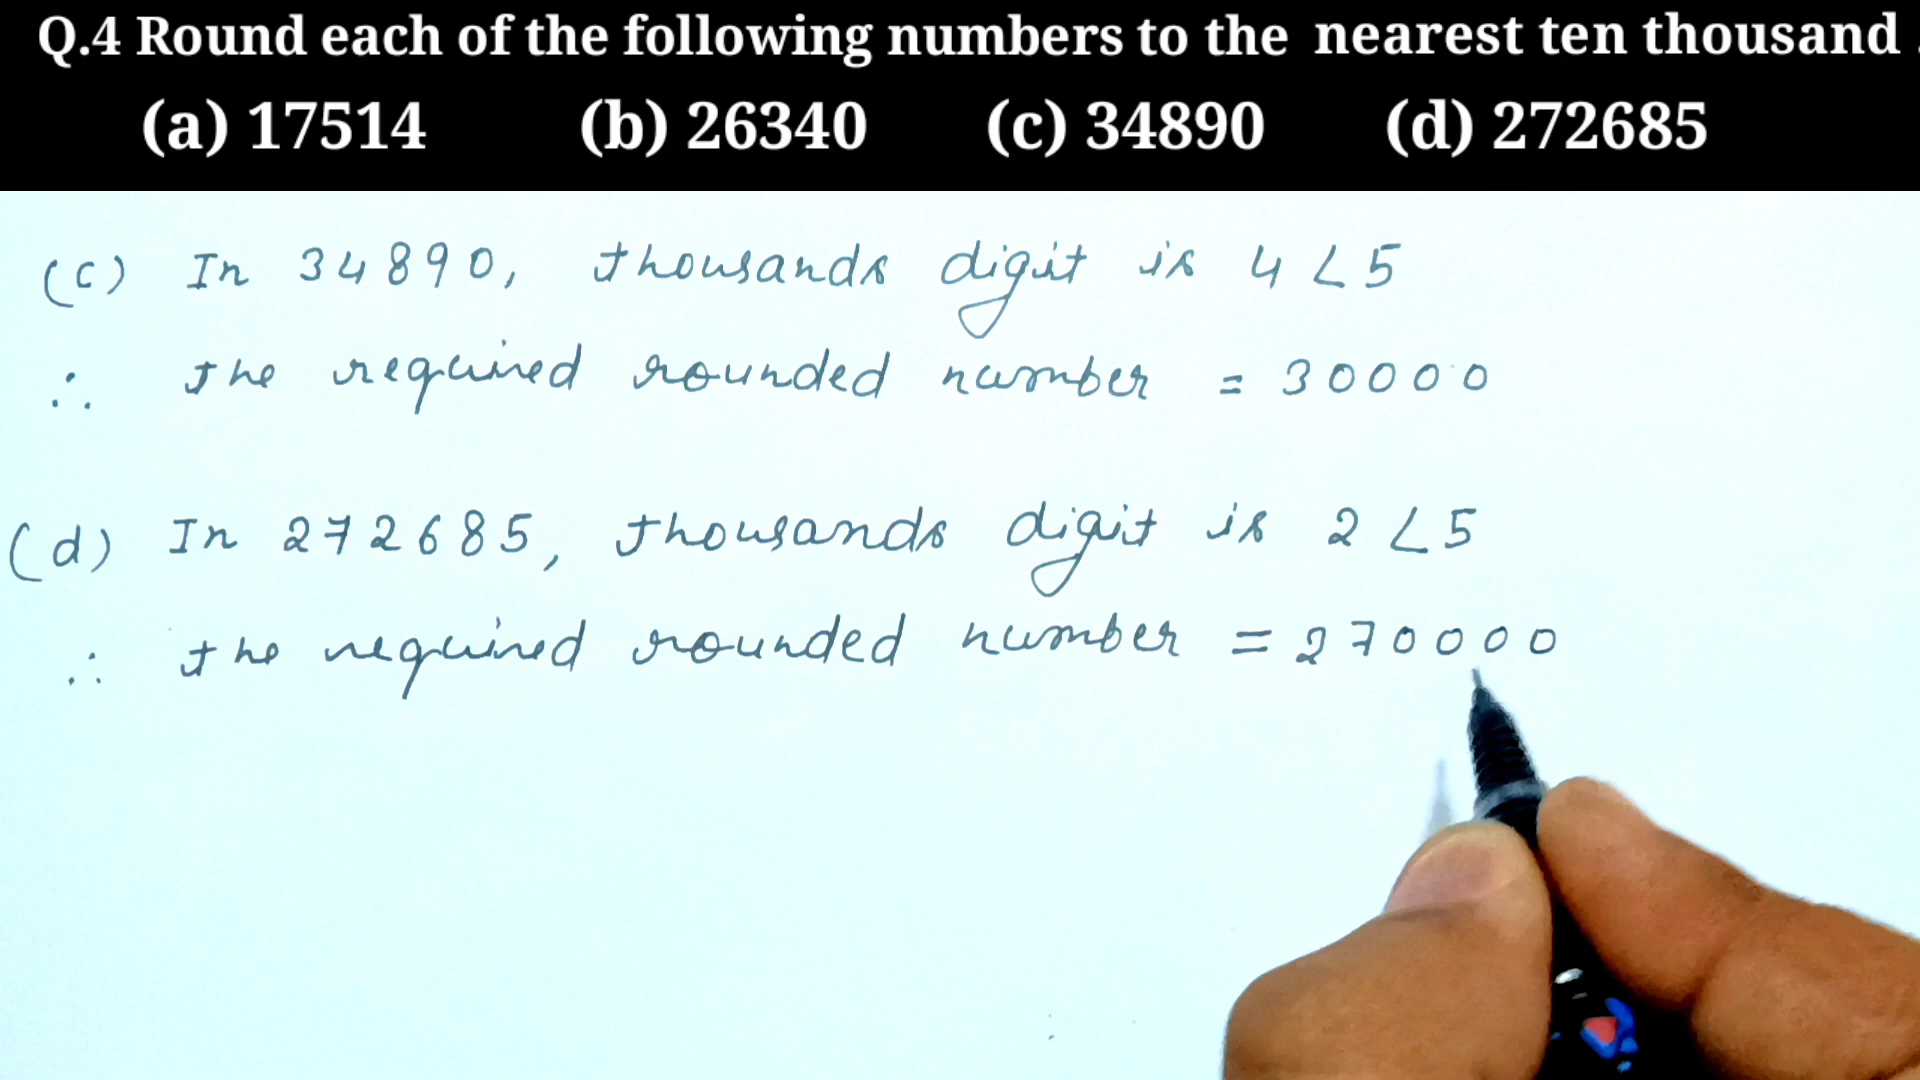 Q.4 Round each of the following numbers to the nearest ten thousand .
(a) 17514 (b) 26340 (c) 34890 (d) 272685
(c) In 34890, thousands digit is 4 < 5
∴ the required rounded number = 30000
(d) In 272685, thousands digit is 2 < 5
∴ the required rounded number = 270000